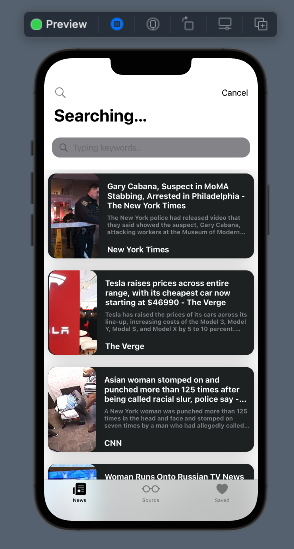 Preview
Cancel
Searching...
Typing keywords...
Gary Cabana, Suspect in MoMA
Stabbing, Arrested in Philadelphia -
The New York Times
The New York police had released video that
they said showed the suspect, Gary Cabana,
attacking workers at the Museum of Modern...
New York Times
Tesla raises prices across entire
range, with its cheapest car now
starting at $46990 - The Verge
Tesla has raised the prices of its cars across its
line-up, increasing costs of the Model 3, Model
Y, Model S, and Model X by 5 to 10 percent....
The Verge
Asian woman stomped on and
punched more than 125 times after
being called racial slur, police say -...
A New York woman was punched more than 125
times in the head and face and stomped on
seven times by a man who had allegedly called...
CNN
Woman Runs Onto Russian TV News
News
Source
Saved